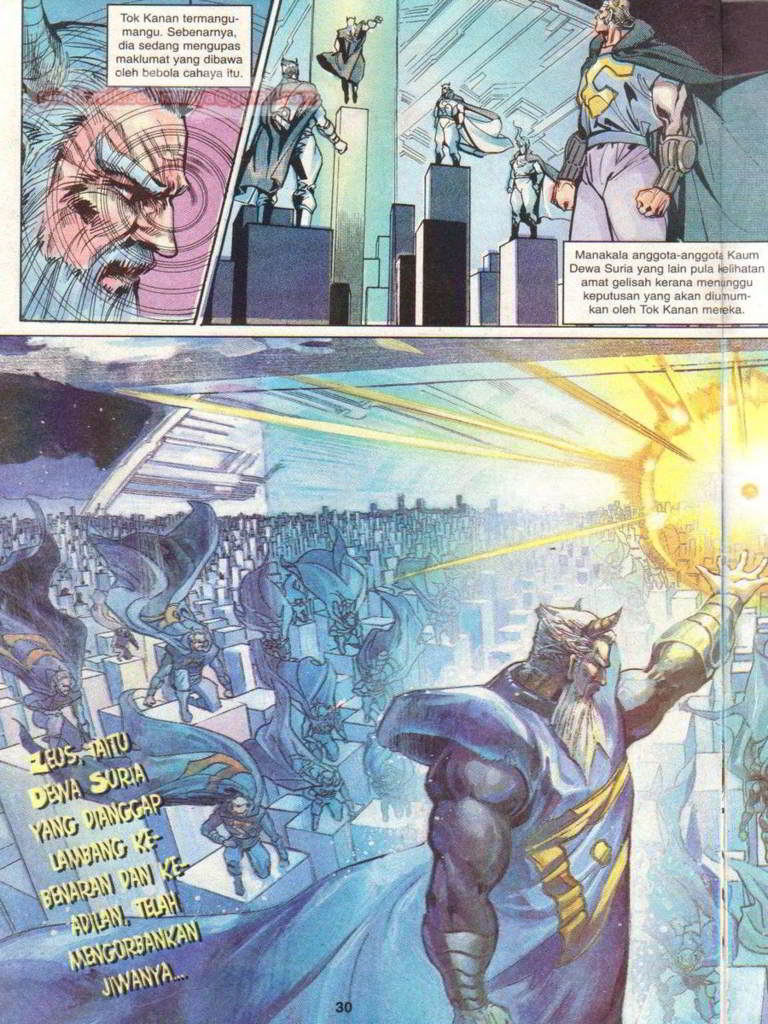 Tok Kanan termangu-
mangu. Sebenarnya,
dia sedang mengupas
maklumat yang dibawa
oleh bebola cahaya itu.
Manakala anggota-anggota Kaum
Dewa Suria yang lain pula kelihatan
amat gelisah kerana menunggu
keputusan yang akan diumum-
kan oleh Tok Kanan mereka.
ZEUS, IAITU
DEWA SURIA
YANG DIANGGAP
LAMBANG KE-
BENARAN DAN KE-
ADILAN, TELAH
MENGORBANKAN
JIWANYA...
30